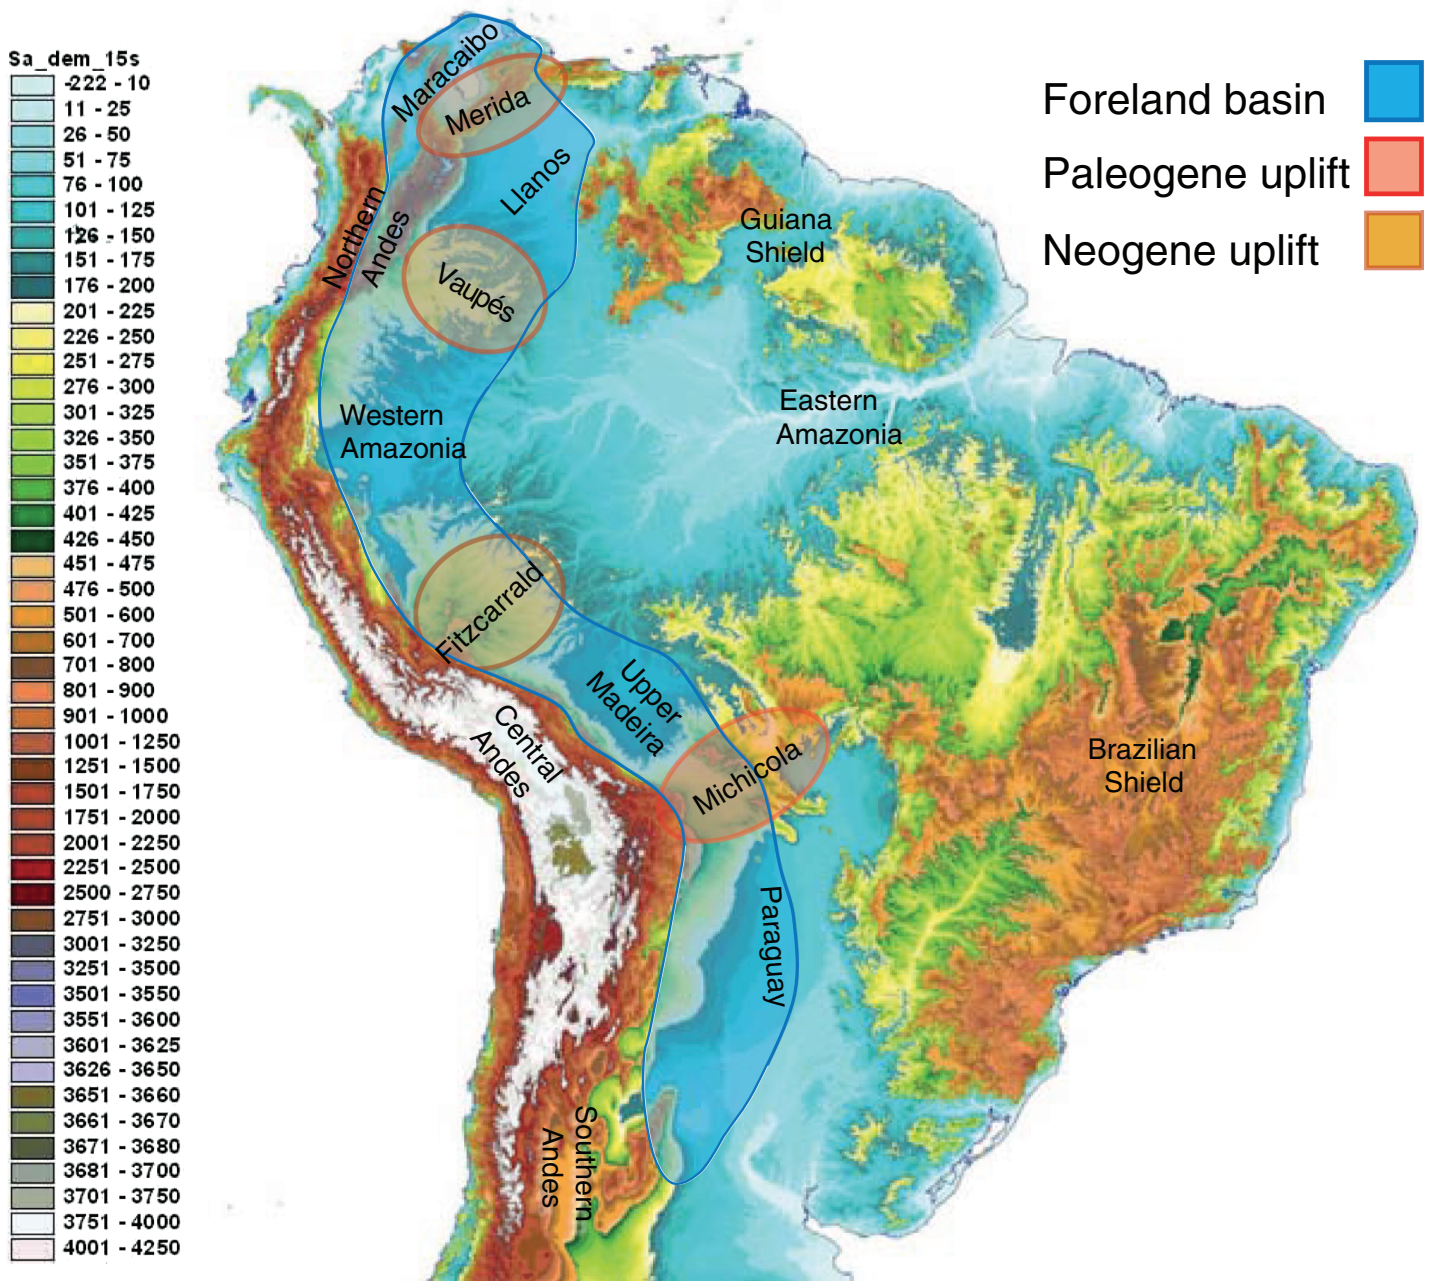 Sa_dem_15s
-222 - 10
11 - 25
26 - 50
51 - 75
76 - 100
101 - 125
126 - 150
151 - 175
176 - 200
201 - 225
226 - 250
251 - 275
276 - 300
301 - 325
326 - 350
351 - 375
376 - 400
401 - 425
426 - 450
451 - 475
476 - 500
501 - 600
601 - 700
701 - 800
801 - 900
901 - 1000
1001 - 1250
1251 - 1500
1501 - 1750
1751 - 2000
2001 - 2250
2251 - 2500
2500 - 2750
2751 - 3000
3001 - 3250
3251 - 3500
3501 - 3550
3551 - 3600
3601 - 3625
3626 - 3650
3651 - 3660
3661 - 3670
3671 - 3680
3681 - 3700
3701 - 3750
3751 - 4000
4001 - 4250
Foreland basin
Paleogene uplift
Neogene uplift
Maracaibo
Merida
Llanos
Northern
Andes
Vaupés
Guiana
Shield
Western
Amazonia
Eastern
Amazonia
Fitzcarrald
Upper
Madeira
Central
Andes
Michicola
Brazilian
Shield
Paraguay
Southern
Andes